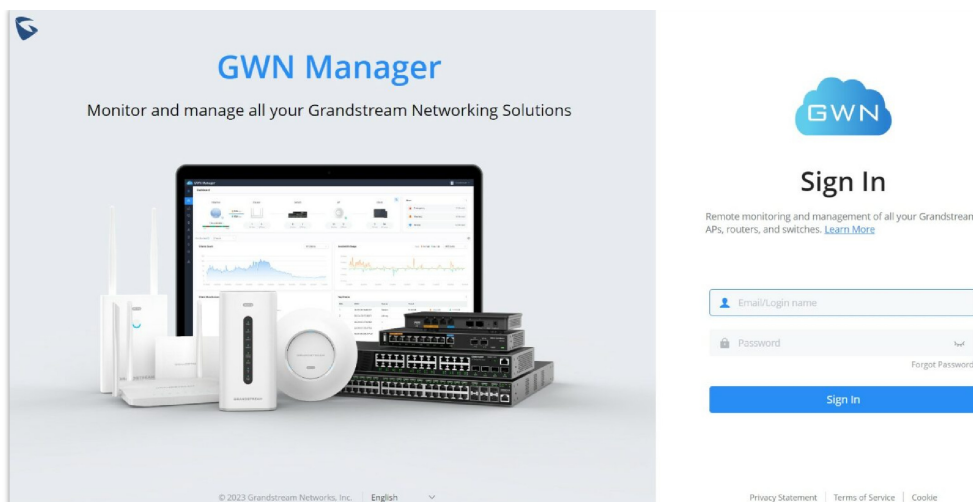 GWN Manager
Monitor and manage all your Grandstream Networking Solutions
© 2023 Grandstream Networks, Inc.
English
GWN
Sign In
Remote monitoring and management of all your Grandstream
APs, routers, and switches. Learn More
Email/Login name
Password
Forgot Password
Sign In
Privacy Statement
Terms of Service
Cookie